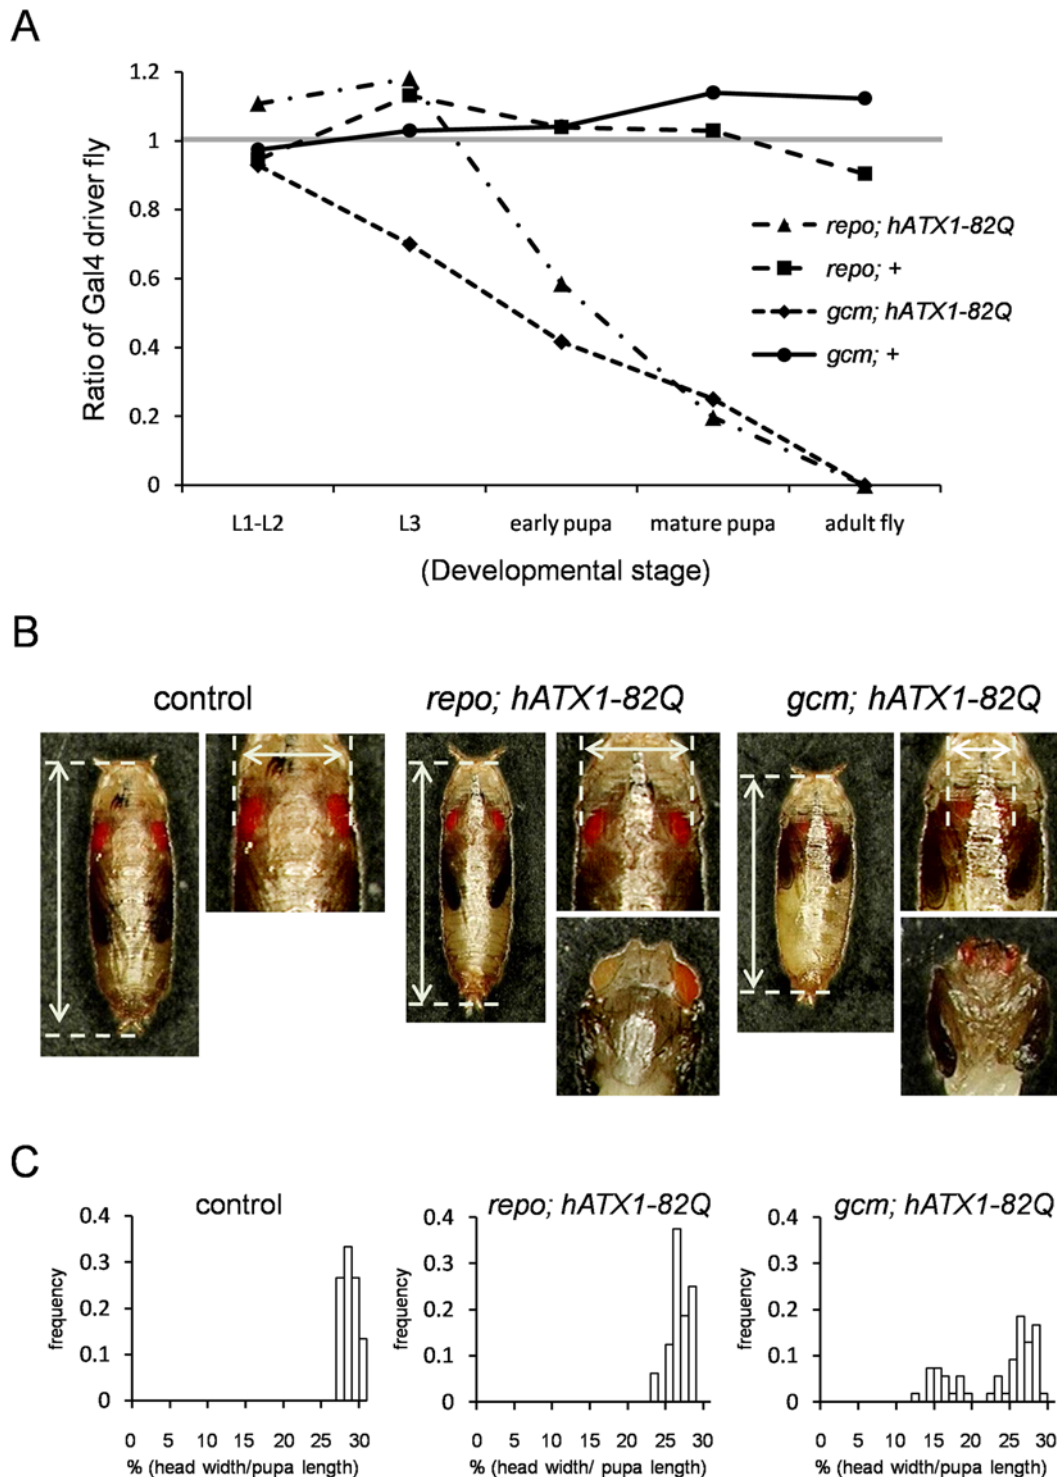 A
Ratio of Gal4 driver fly
1.2
1
0.8
0.6
0.4
0.2
0
repo; hATX1-82Q
repo; +
gcm; hATX1-82Q
gcm; +
L1-L2 L3 early pupa mature pupa adult fly
(Developmental stage)
B
control repo; hATX1-82Q gcm; hATX1-82Q
C
control
frequency
0.4
0.3
0.2
0.1
0
0 5 10 15 20 25 30
% (head width/pupa length)
repo; hATX1-82Q
frequency
0.4
0.3
0.2
0.1
0
0 5 10 15 20 25 30
% (head width/ pupa length)
gcm; hATX1-82Q
frequency
0.4
0.3
0.2
0.1
0
0 5 10 15 20 25 30
% (head width/pupa length)